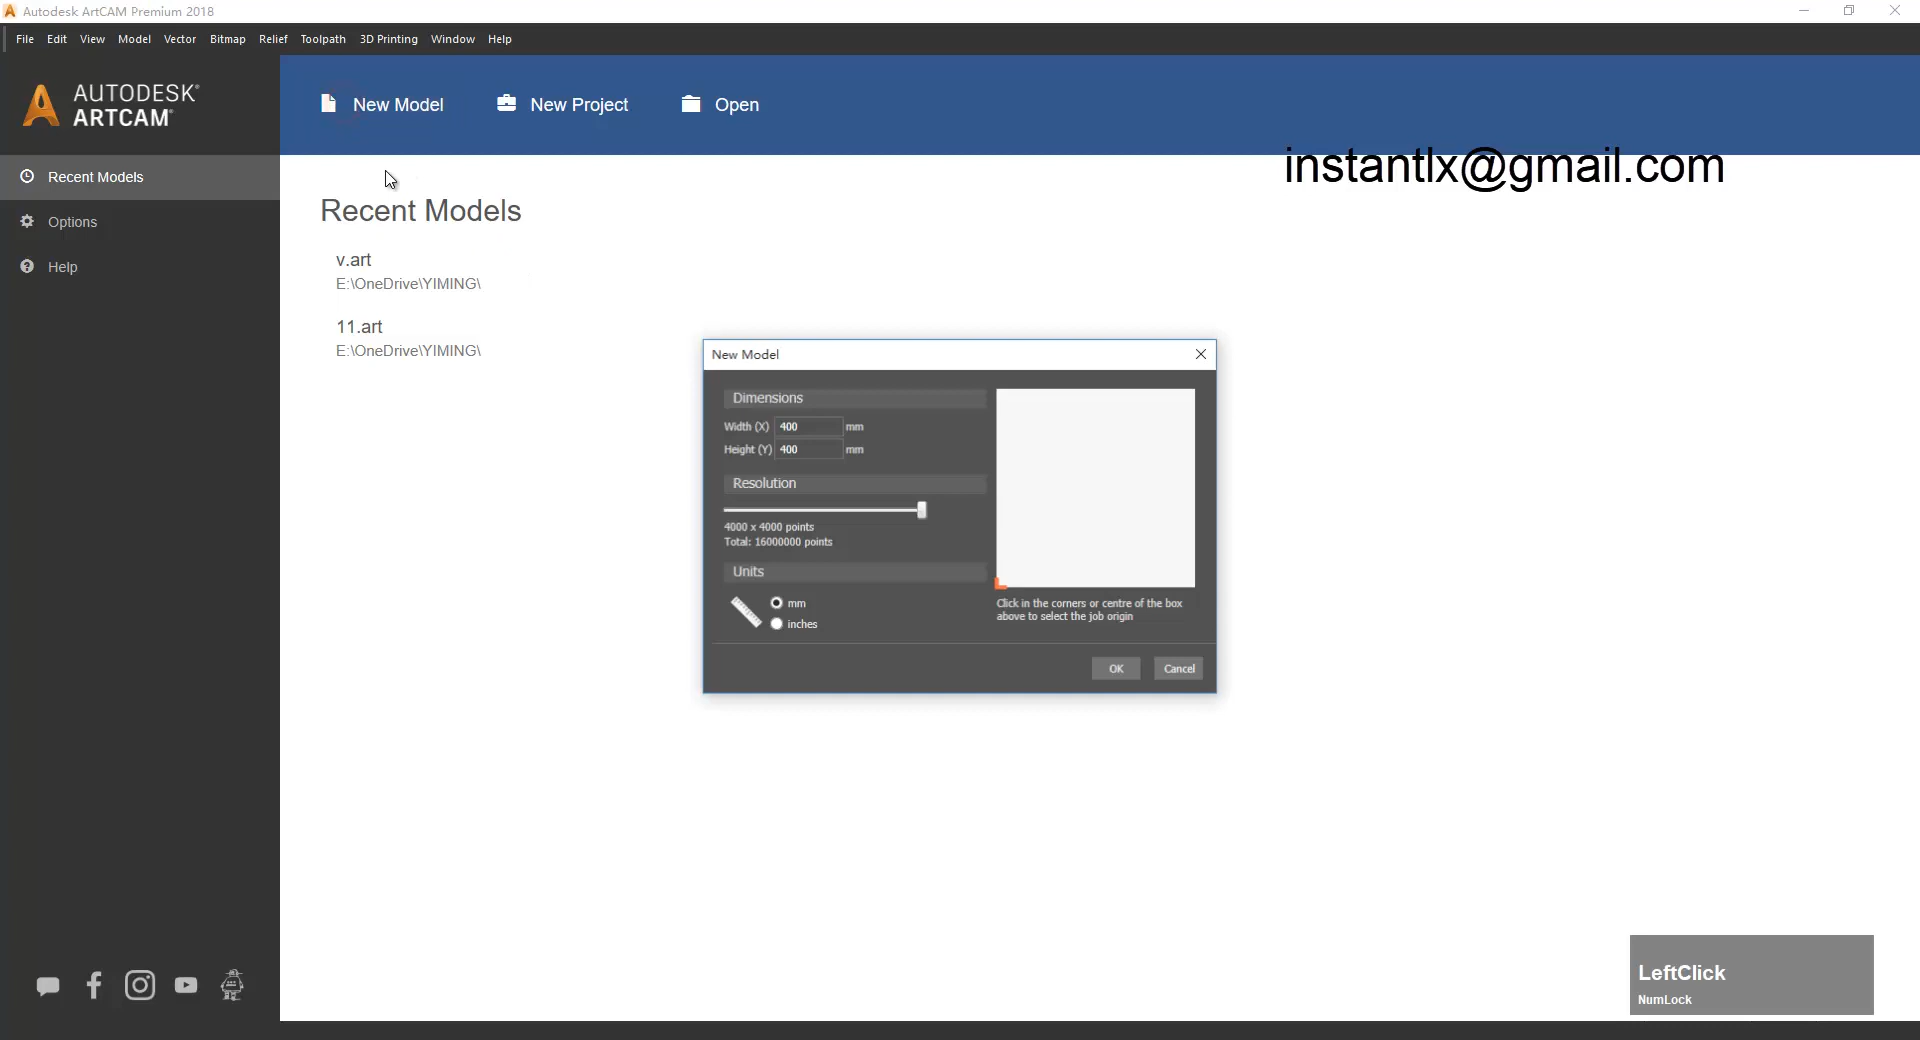 Autodesk ArtCAM Premium 2018
File Edit View Model Vector Bitmap Relief Toolpath 3D Printing Window Help
AUTODESK®
ARTCAM®
New Model New Project Open
instantlx@gmail.com
Recent Models
Options
Help
Recent Models
v.art
E:\OneDrive\YIMING\
11.art
E:\OneDrive\YIMING\
New Model
Dimensions
Width (X) 400 mm
Height (Y) 400 mm
Resolution
4000 x 4000 points
Total: 16000000 points
Units
mm
inches
Click in the corners or centre of the box
above to select the job origin
OK Cancel
LeftClick
NumLock